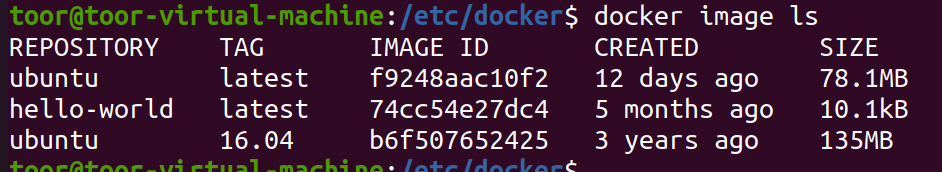 toor@toor-virtual-machine:/etc/docker$ docker image ls
REPOSITORY    TAG       IMAGE ID       CREATED        SIZE
ubuntu        latest    f9248aac10f2   12 days ago    78.1MB
hello-world   latest    74cc54e27dc4   5 months ago   10.1kB
ubuntu        16.04     b6f507652425   3 years ago    135MB
toor@toor-virtual-machine:/etc/docker$